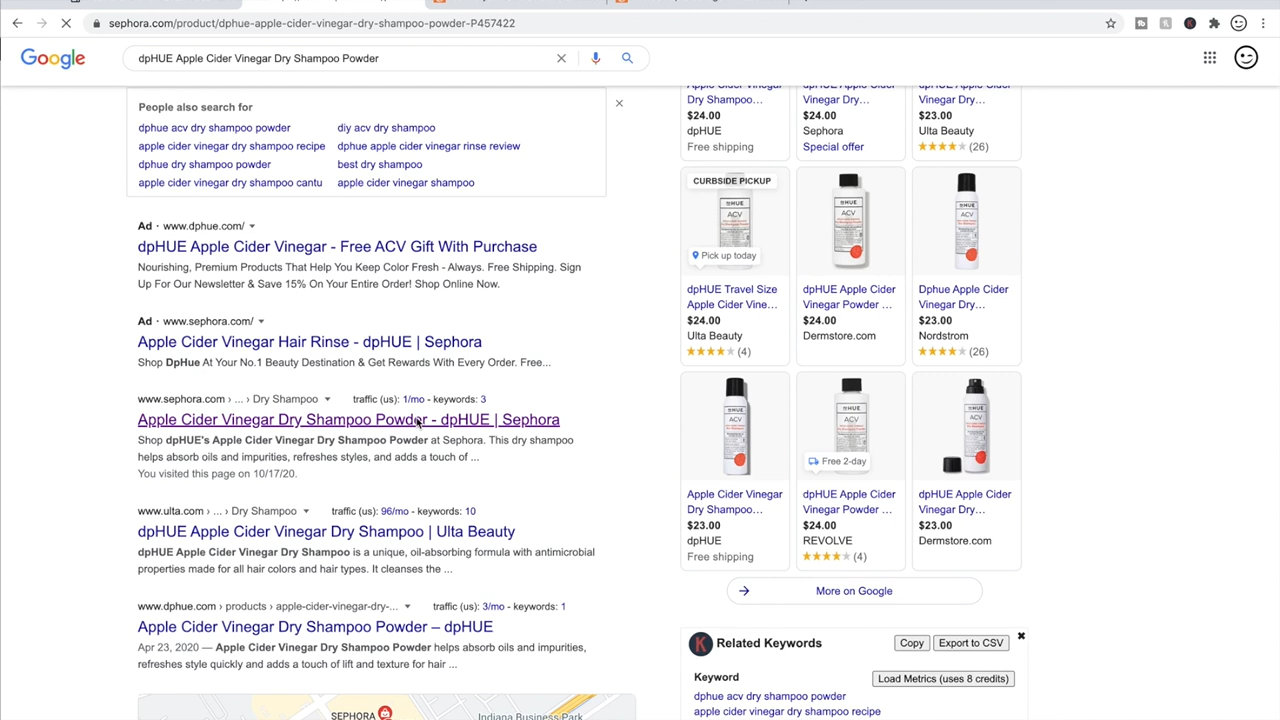 sephora.com/product/dphue-apple-cider-vinegar-dry-shampoo-powder-P457422
Google
dpHUE Apple Cider Vinegar Dry Shampoo Powder
People also search for
dphue acv dry shampoo powder
diy acv dry shampoo
apple cider vinegar dry shampoo recipe
dphue apple cider vinegar rinse review
dphue dry shampoo powder
best dry shampoo
apple cider vinegar dry shampoo cantu
apple cider vinegar shampoo
Ad · www.dphue.com/
dpHUE Apple Cider Vinegar - Free ACV Gift With Purchase
Nourishing, Premium Products That Help You Keep Color Fresh - Always. Free Shipping. Sign
Up For Our Newsletter & Save 15% On Your Entire Order! Shop Online Now.
Ad · www.sephora.com/
Apple Cider Vinegar Hair Rinse - dpHUE | Sephora
Shop DpHue At Your No.1 Beauty Destination & Get Rewards With Every Order. Free...
www.sephora.com › ... › Dry Shampoo traffic (us): 1/mo - keywords: 3
Apple Cider Vinegar Dry Shampoo Powder - dpHUE | Sephora
Shop dpHUE's Apple Cider Vinegar Dry Shampoo Powder at Sephora. This dry shampoo
helps absorb oils and impurities, refreshes styles, and adds a touch of ...
You visited this page on 10/17/20.
www.ulta.com › ... › Dry Shampoo traffic (us): 96/mo - keywords: 10
dpHUE Apple Cider Vinegar Dry Shampoo | Ulta Beauty
dpHUE Apple Cider Vinegar Dry Shampoo is a unique, oil-absorbing formula with antimicrobial
properties made for all hair colors and hair types. It cleanses the ...
www.dphue.com › products › apple-cider-vinegar-dry-... traffic (us): 3/mo - keywords: 1
Apple Cider Vinegar Dry Shampoo Powder – dpHUE
Apr 23, 2020 — Apple Cider Vinegar Dry Shampoo Powder helps absorb oils and impurities,
refreshes style quickly and adds a touch of lift and texture for hair ...
SEPHORA
Indiana Business Park
Apple Cider Vinegar
Dry Shampoo...
$24.00
dpHUE
Free shipping
dpHUE Apple Cider
Vinegar Dry...
$24.00
Sephora
Special offer
dpHUE Apple Cider
Vinegar Dry...
$23.00
Ulta Beauty
(26)
CURBSIDE PICKUP
HUE
ACV
Pick up today
dpHUE Travel Size
Apple Cider Vine...
$24.00
Ulta Beauty
(4)
HUE
ACV
dpHUE Apple Cider
Vinegar Powder ...
$24.00
Dermstore.com
HUE
ACV
Dphue Apple Cider
Vinegar Dry...
$23.00
Nordstrom
(26)
HUE
ACV
Apple Cider Vinegar
Dry Shampoo...
$23.00
dpHUE
Free shipping
HUE
ACV
Free 2-day
dpHUE Apple Cider
Vinegar Powder ...
$24.00
REVOLVE
(4)
HUE
ACV
dpHUE Apple Cider
Vinegar Dry...
$23.00
Dermstore.com
More on Google
K
Related Keywords
Copy
Export to CSV
Keyword
Load Metrics (uses 8 credits)
dphue acv dry shampoo powder
apple cider vinegar dry shampoo recipe